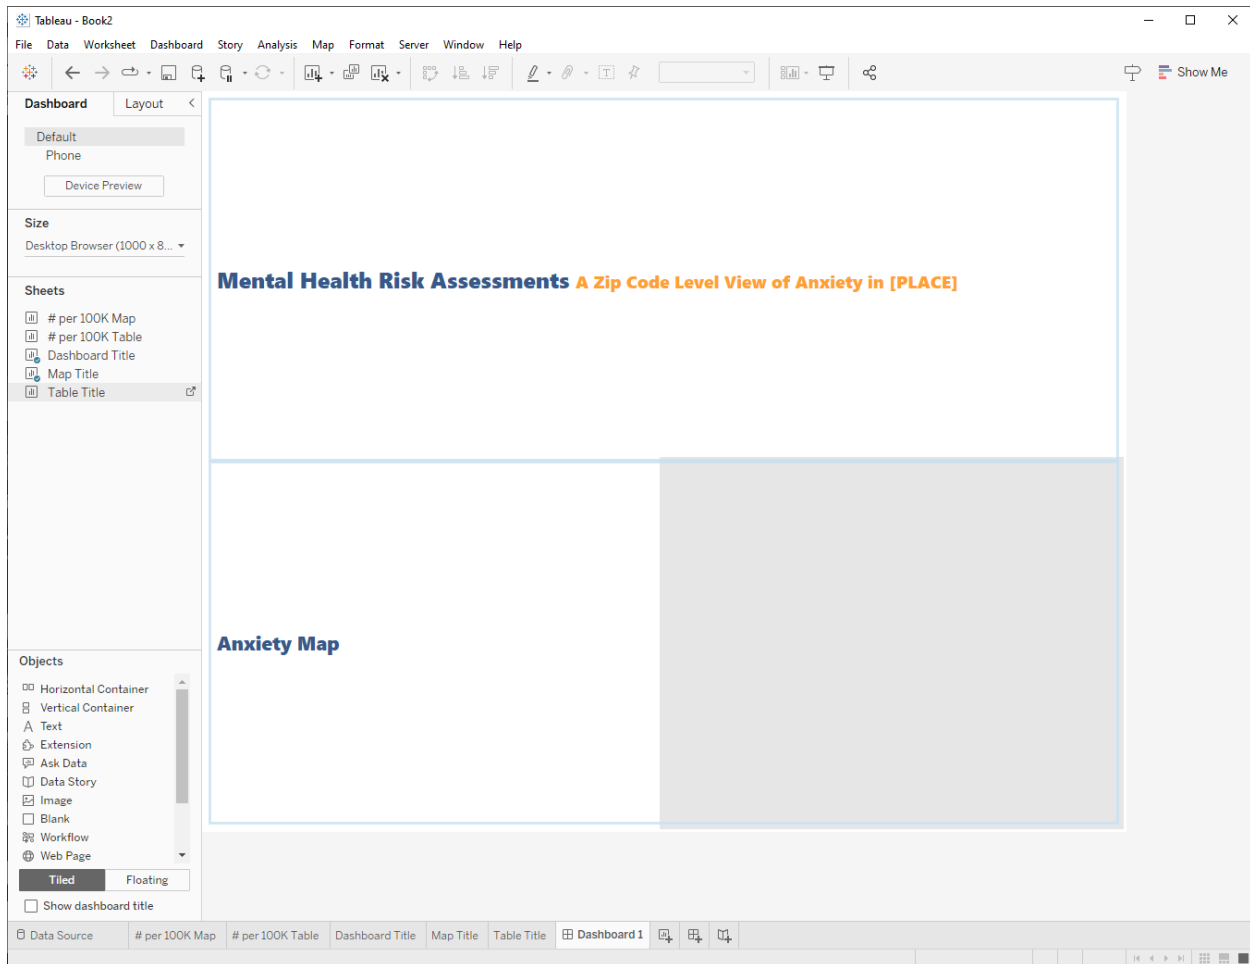 Tableau - Book2
File Data Worksheet Dashboard Story Analysis Map Format Server Window Help
Show Me
Dashboard Layout
Default
Phone
Device Preview
Size
Desktop Browser (1000 x 8...
Sheets
# per 100K Map
# per 100K Table
Dashboard Title
Map Title
Table Title
Mental Health Risk Assessments A Zip Code Level View of Anxiety in [PLACE]
Anxiety Map
Objects
Horizontal Container
Vertical Container
Text
Extension
Ask Data
Data Story
Image
Blank
Workflow
Web Page
Tiled Floating
Show dashboard title
Data Source # per 100K Map # per 100K Table Dashboard Title Map Title Table Title Dashboard 1